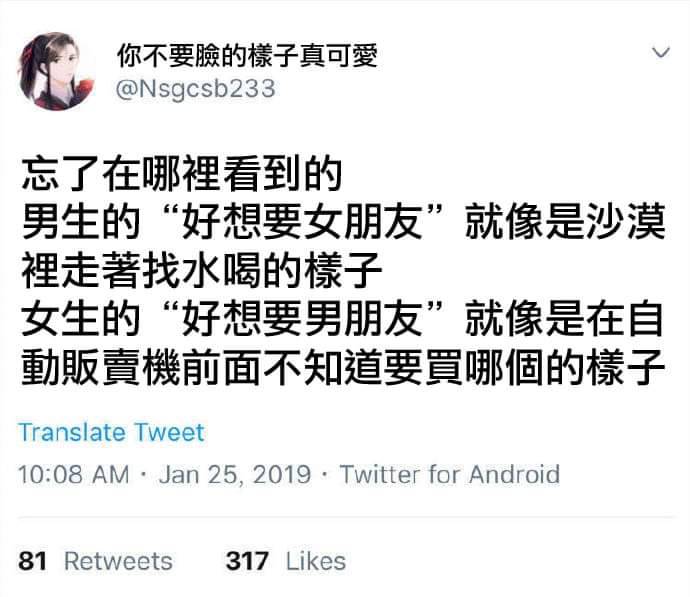 你不要臉的樣子真可愛
@Nsgcsb233
忘了在哪裡看到的
男生的“好想要女朋友”就像是沙漠
裡走著找水喝的樣子
女生的“好想要男朋友”就像是在自
動販賣機前面不知道要買哪個的樣子
Translate Tweet
10:08 AM · Jan 25, 2019 · Twitter for Android
81 Retweets 317 Likes